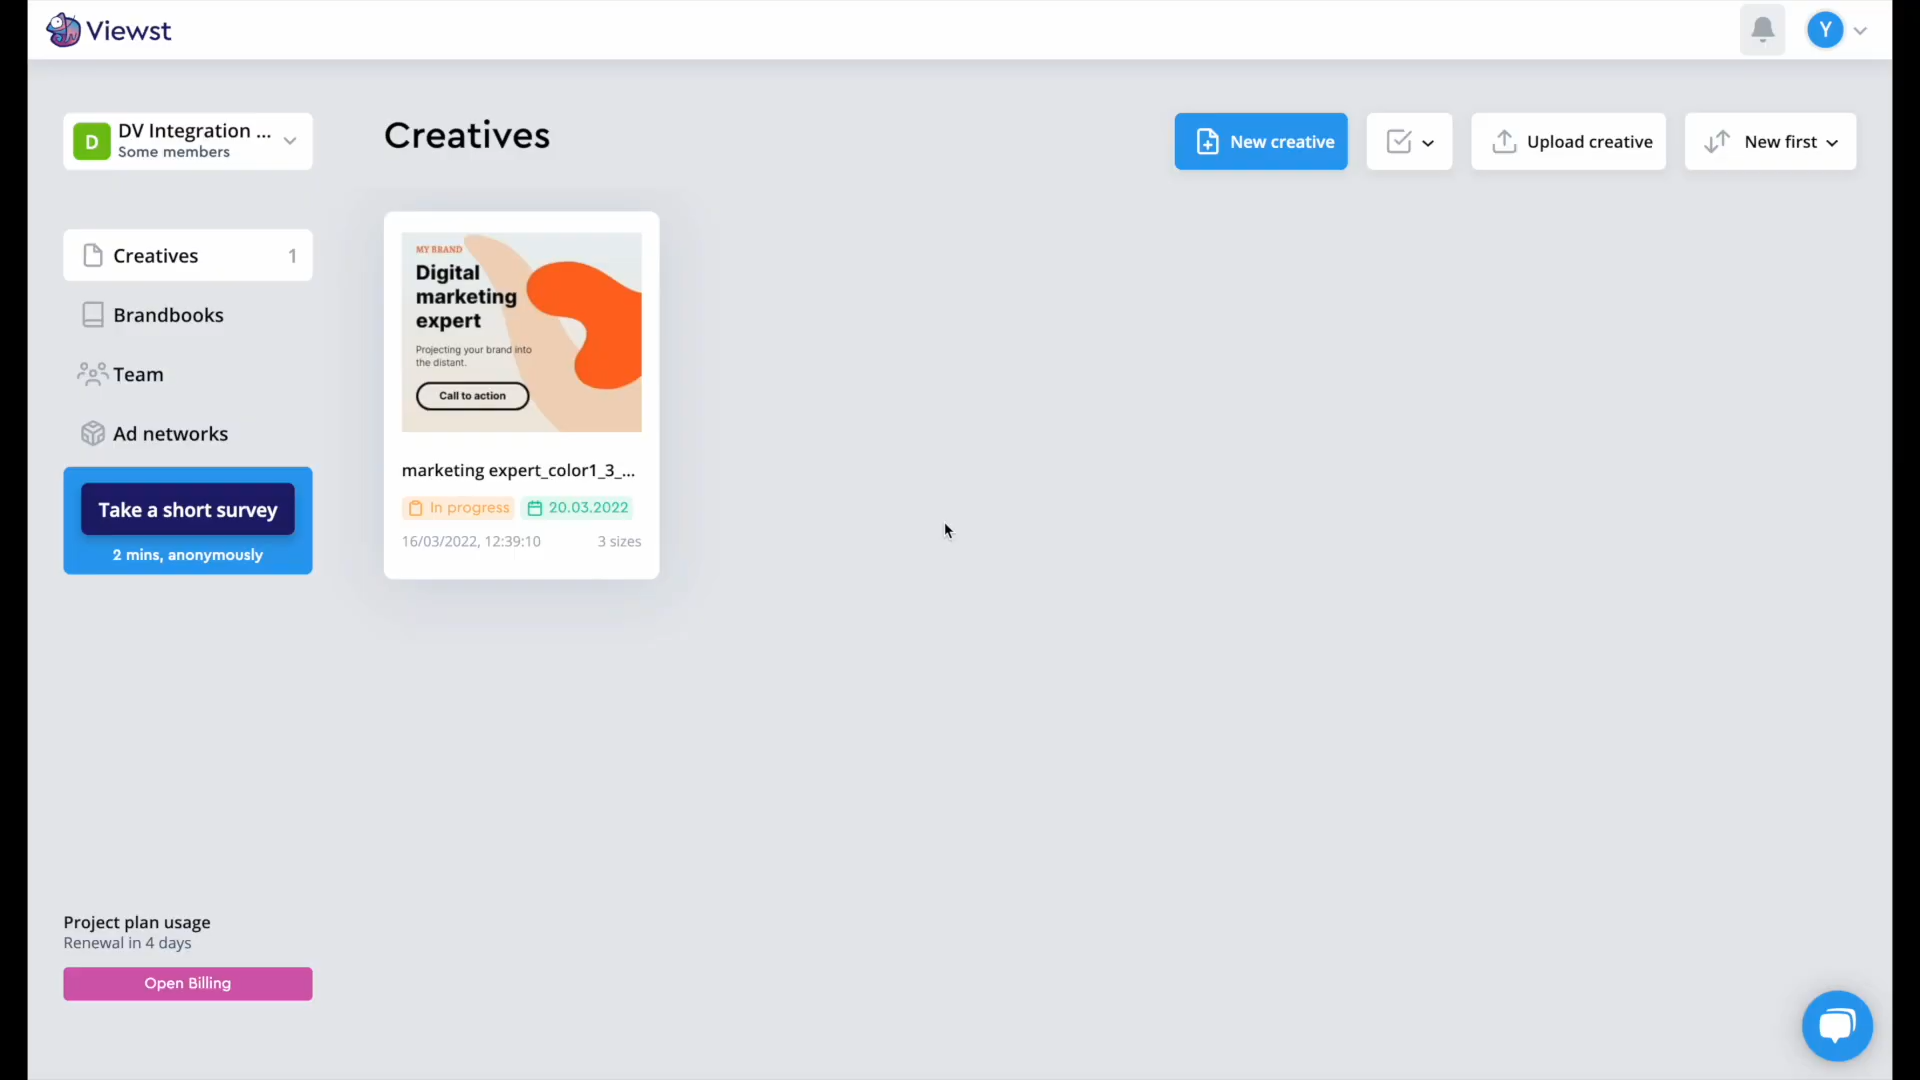 Viewst
Y
D
DV Integration ...
Some members
Creatives
New creative
Upload creative
New first
Creatives 1
Brandbooks
Team
Ad networks
Take a short survey
2 mins, anonymously
MY BRAND
Digital
marketing
expert
Projecting your brand into
the distant.
Call to action
marketing expert_color1_3_...
In progress 20.03.2022
16/03/2022, 12:39:10 3 sizes
Project plan usage
Renewal in 4 days
Open Billing